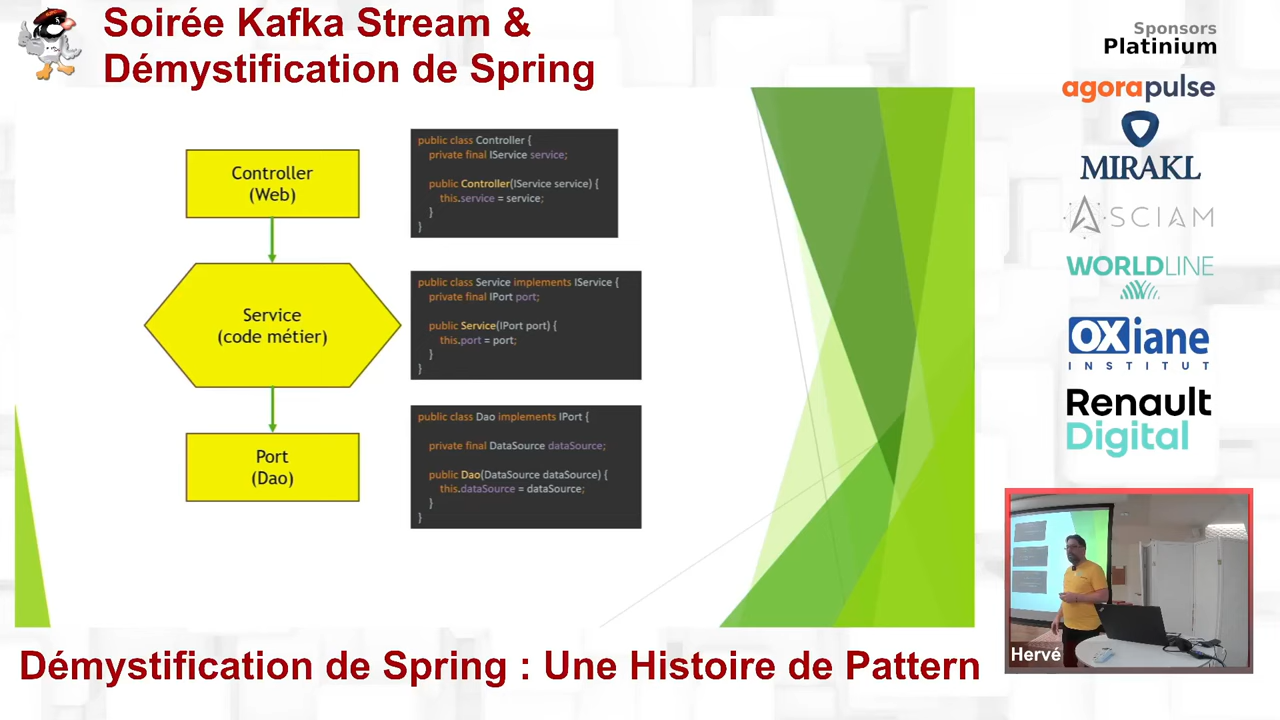 Soirée Kafka Stream &
Démystification de Spring
Sponsors
Platinium
agorapulse
MIRAKL
ASCIAM
WORLDLINE
OXiane
INSTITUT
Renault
Digital
Controller
(Web)
public class Controller {
private final IService service;
public Controller(IService service) {
this.service = service;
}
}
Service
(code métier)
public class Service implements IService {
private final IPort port;
public Service(IPort port) {
this.port = port;
}
}
Port
(Dao)
public class Dao implements IPort {
private final DataSource dataSource;
public Dao(DataSource dataSource) {
this.dataSource = dataSource;
}
}
Hervé
Démystification de Spring : Une Histoire de Pattern